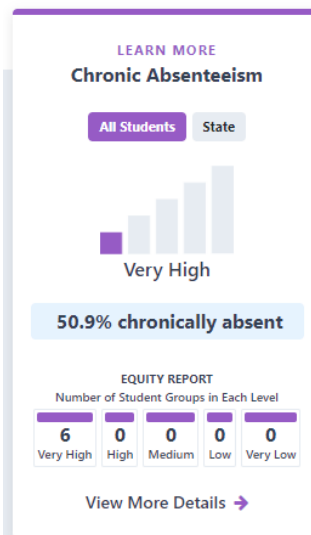 LEARN MORE
Chronic Absenteeism
All Students State
Very High
50.9% chronically absent
EQUITY REPORT
Number of Student Groups in Each Level
6 0 0 0 0
Very High High Medium Low Very Low
View More Details →